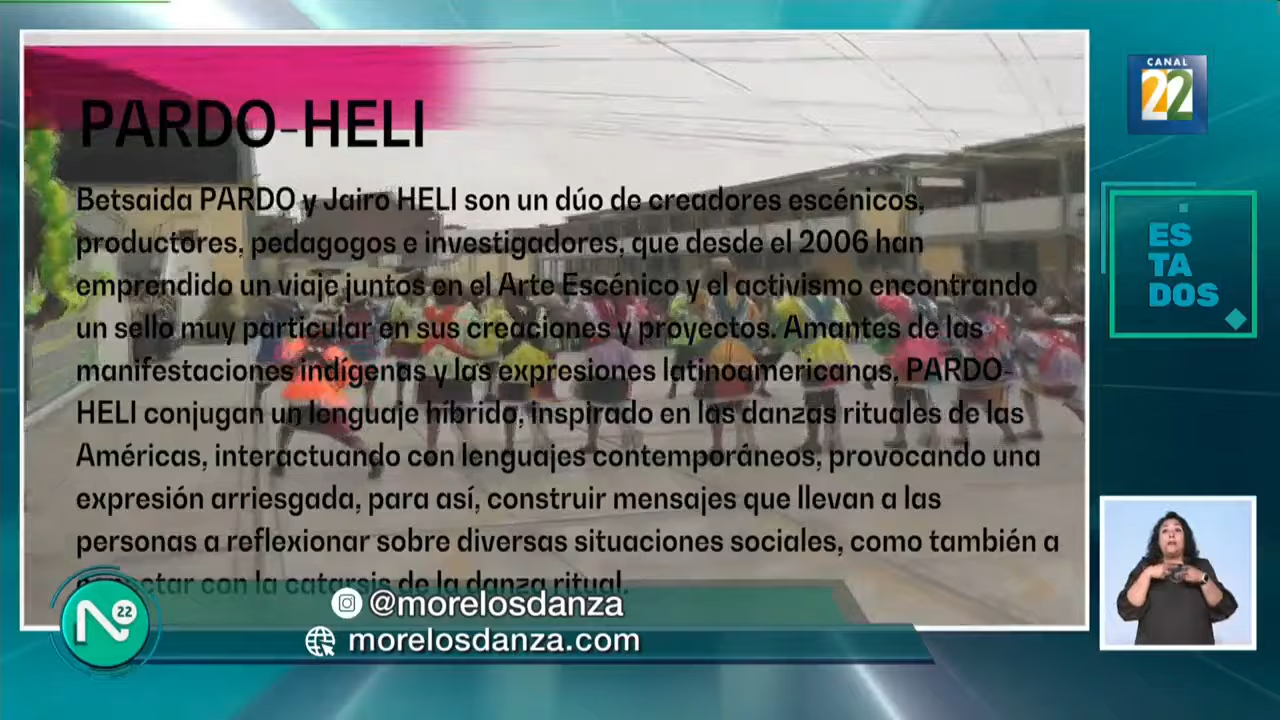 PARDO-HELI
Betsaida PARDO y Jairo HELI son un dúo de creadores escénicos,
productores, pedagogos e investigadores, que desde el 2006 han
emprendido un viaje juntos en el Arte Escénico y el activismo encontrando
un sello muy particular en sus creaciones y proyectos. Amantes de las
manifestaciones indígenas y las expresiones latinoamericanas, PARDO-
HELI conjugan un lenguaje híbrido, inspirado en las danzas rituales de las
Américas, interactuando con lenguajes contemporáneos, provocando una
expresión arriesgada, para así, construir mensajes que llevan a las
personas a reflexionar sobre diversas situaciones sociales, como también a
con la catarsis de la danza ritual.
@morelosdanza
morelosdanza.com
N22
CANAL
22
ES
TA
DOS